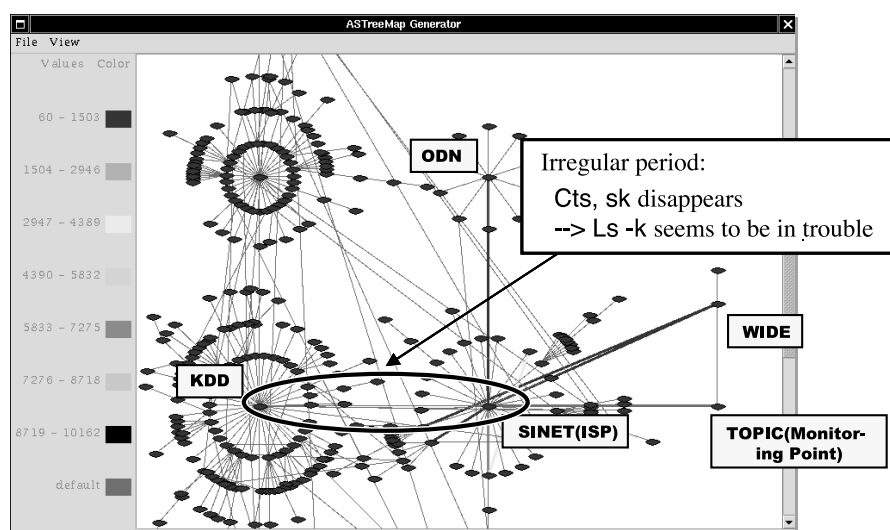 ASTreeMap Generator
File View
Values Color
60 - 1503
1504 - 2946
2947 - 4389
4390 - 5832
5833 - 7275
7276 - 8718
8719 - 10162
default
ODN
Irregular period:
Cts, sk disappears
--> Ls -k seems to be in trouble
WIDE
KDD
SINET(ISP)
TOPIC(Monitor-
ing Point)